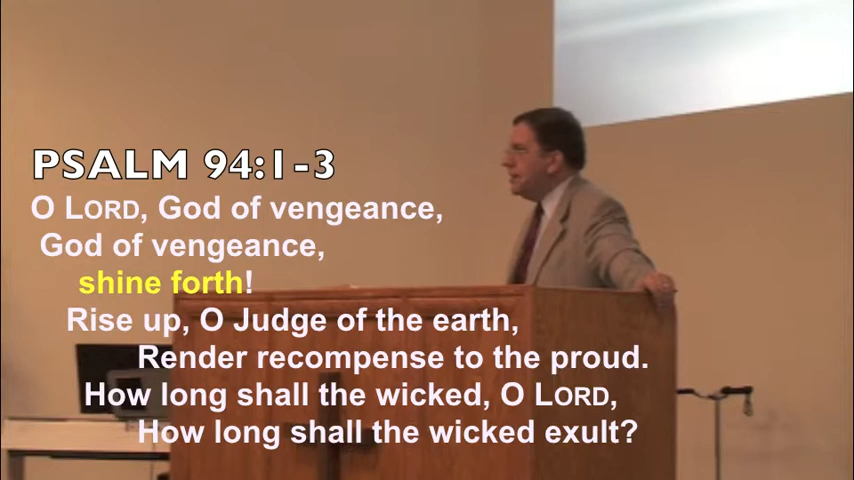 PSALM 94:1-3
O LORD, God of vengeance,
God of vengeance,
shine forth!
Rise up, O Judge of the earth,
Render recompense to the proud.
How long shall the wicked, O LORD,
How long shall the wicked exult?